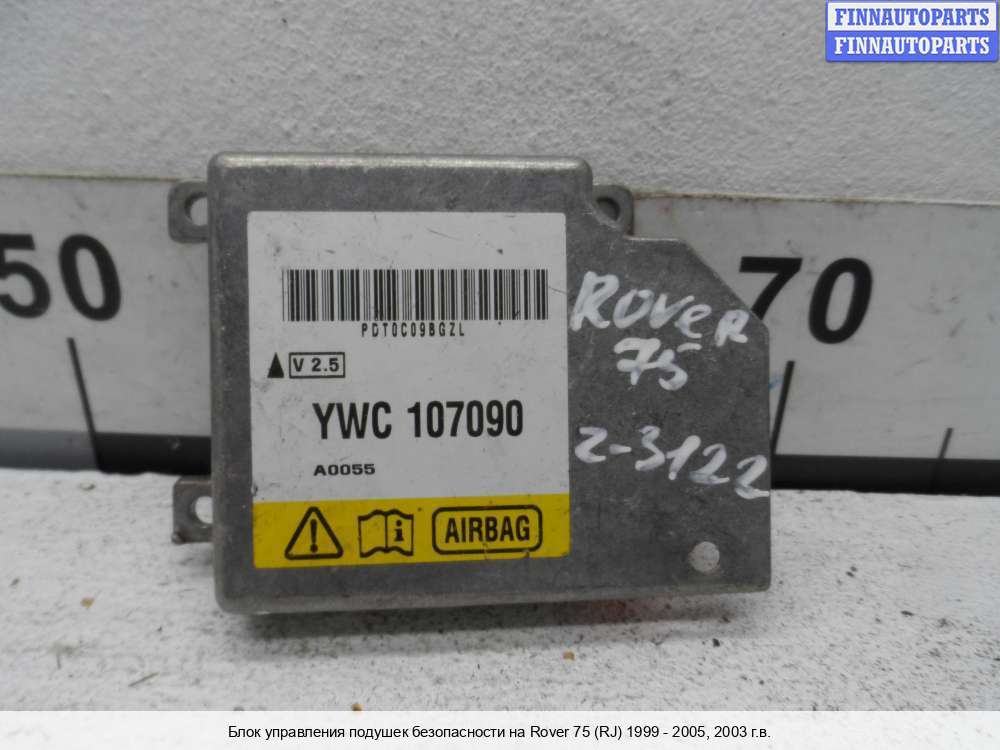 FINNAUTOPARTS
FINNAUTOPARTS
50
70
PDT0C09BGZL
V 2.5
YWC 107090
A0055
AIRBAG
ROVER
75
2-3122
Блок управления подушек безопасности на Rover 75 (RJ) 1999 - 2005, 2003 г.в.